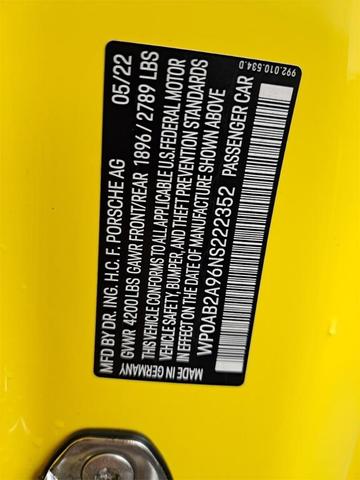 992.010.534.0
MFD BY DR. ING. H.C. F. PORSCHE AG 05/22
GVWR 4200 LBS GAWR FRONT/REAR 1896 / 2789 LBS
THIS VEHICLE CONFORMS TO ALL APPLICABLE U.S. FEDERAL MOTOR
VEHICLE SAFETY, BUMPER, AND THEFT PREVENTION STANDARDS
IN EFFECT ON THE DATE OF MANUFACTURE SHOWN ABOVE
MADE IN GERMANY
WP0AB2A96NS222352 PASSENGER CAR